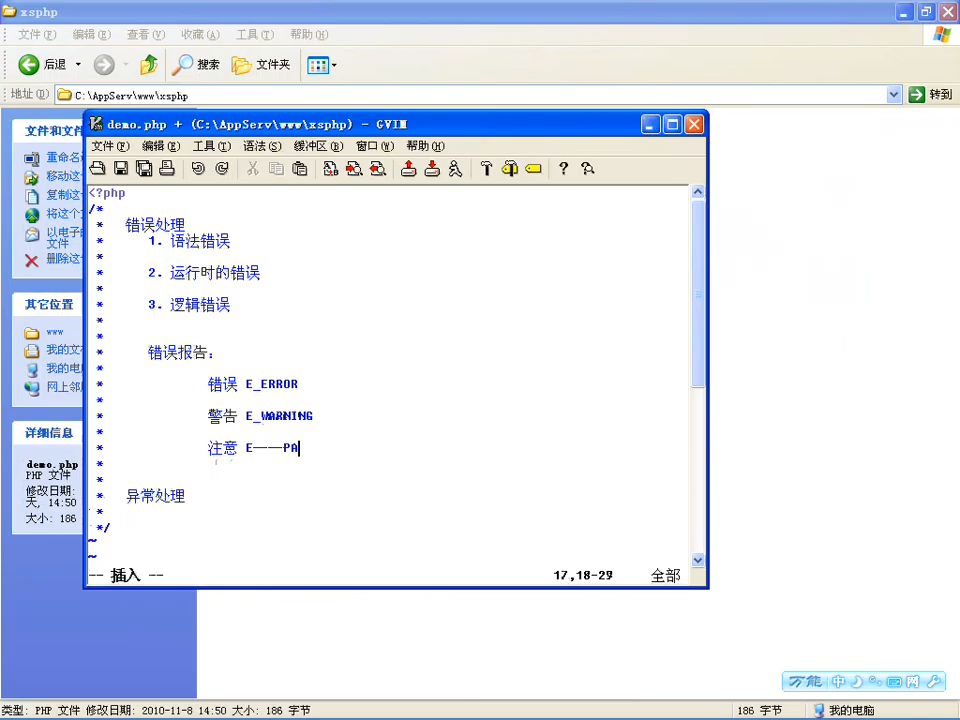 xsphp
文件(F) 编辑(E) 查看(V) 收藏(A) 工具(T) 帮助(H)
后退 搜索 文件夹
地址(D) C:\AppServ\www\xsphp 转到
demo.php + (C:\AppServ\www\xsphp) - GVIM
文件(F) 编辑(E) 工具(T) 语法(S) 缓冲区(B) 窗口(W) 帮助(H)
文件和文件
重命名
移动这
复制这
将这个
以电子
文件
删除这
其它位置
www
我的文
我的电
网上邻
详细信息
demo.php
PHP 文件
修改日期:
天, 14:50
大小: 186
<?php
/*
* 错误处理
* 1. 语法错误
*
* 2. 运行时的错误
*
* 3. 逻辑错误
*
*
* 错误报告:
*
* 错误 E_ERROR
*
* 警告 E_WARNING
*
* 注意 E——PA
*
*
* 异常处理
*
*/
~
~
-- 插入 -- 17,18-29 全部
万能 中
类型: PHP 文件 修改日期: 2010-11-8 14:50 大小: 186 字节 186 字节 我的电脑